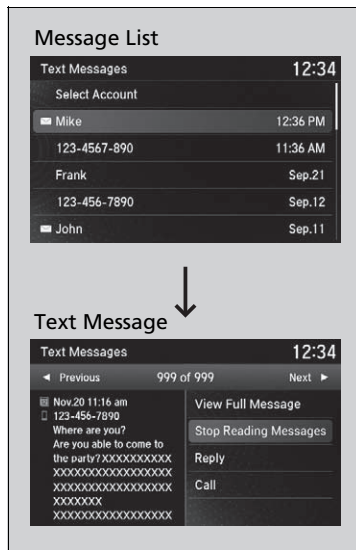 Message List
Text Messages 12:34
Select Account
Mike 12:36 PM
123-4567-890 11:36 AM
Frank Sep.21
123-456-7890 Sep.12
John Sep.11
Text Message
Text Messages 12:34
◄ Previous 999 of 999 Next ►
Nov.20 11:16 am
123-456-7890
Where are you?
Are you able to come to
the party?XXXXXXXXXX
XXXXXXXXXXXXXXXXX
XXXXXXXXXXXXXXXXX
XXXXXXX
XXXXXXXXXXXXXXXXX
View Full Message
Stop Reading Messages
Reply
Call